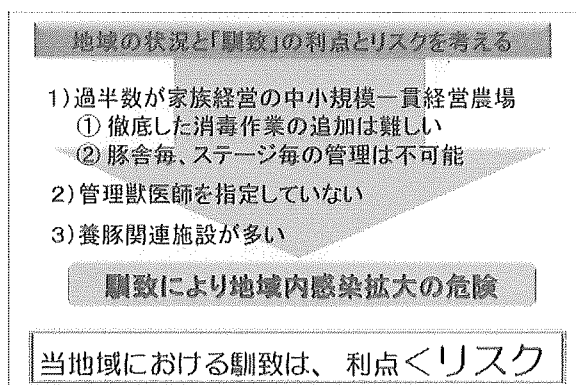 地域の状況と「馴致」の利点とリスクを考える
1)過半数が家族経営の中小規模一貫経営農場
① 徹底した消毒作業の追加は難しい
② 豚舎毎、ステージ毎の管理は不可能
2)管理獣医師を指定していない
3)養豚関連施設が多い
馴致により地域内感染拡大の危険
当地域における馴致は、 利点<リスク